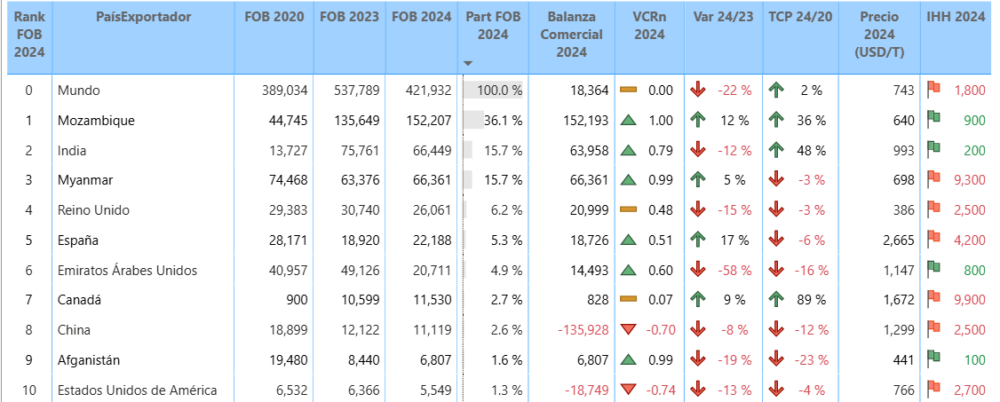 Rank FOB 2024 PaísExportador FOB 2020 FOB 2023 FOB 2024 Part FOB 2024 Balanza Comercial 2024 VCRn 2024 Var 24/23 TCP 24/20 Precio 2024 (USD/T) IHH 2024
0 Mundo 389,034 537,789 421,932 100.0 % 18,364 0.00 -22 % 2 % 743 1,800
1 Mozambique 44,745 135,649 152,207 36.1 % 152,193 1.00 12 % 36 % 640 900
2 India 13,727 75,761 66,449 15.7 % 63,958 0.79 -12 % 48 % 993 200
3 Myanmar 74,468 63,376 66,361 15.7 % 66,361 0.99 5 % -3 % 698 9,300
4 Reino Unido 29,383 30,740 26,061 6.2 % 20,999 0.48 -15 % -3 % 386 2,500
5 España 28,171 18,920 22,188 5.3 % 18,726 0.51 17 % -6 % 2,665 4,200
6 Emiratos Árabes Unidos 40,957 49,126 20,711 4.9 % 14,493 0.60 -58 % -16 % 1,147 800
7 Canadá 900 10,599 11,530 2.7 % 828 0.07 9 % 89 % 1,672 9,900
8 China 18,899 12,122 11,119 2.6 % -135,928 -0.70 -8 % -12 % 1,299 2,500
9 Afganistán 19,480 8,440 6,807 1.6 % 6,807 0.99 -19 % -23 % 441 100
10 Estados Unidos de América 6,532 6,366 5,549 1.3 % -18,749 -0.74 -13 % -4 % 766 2,700